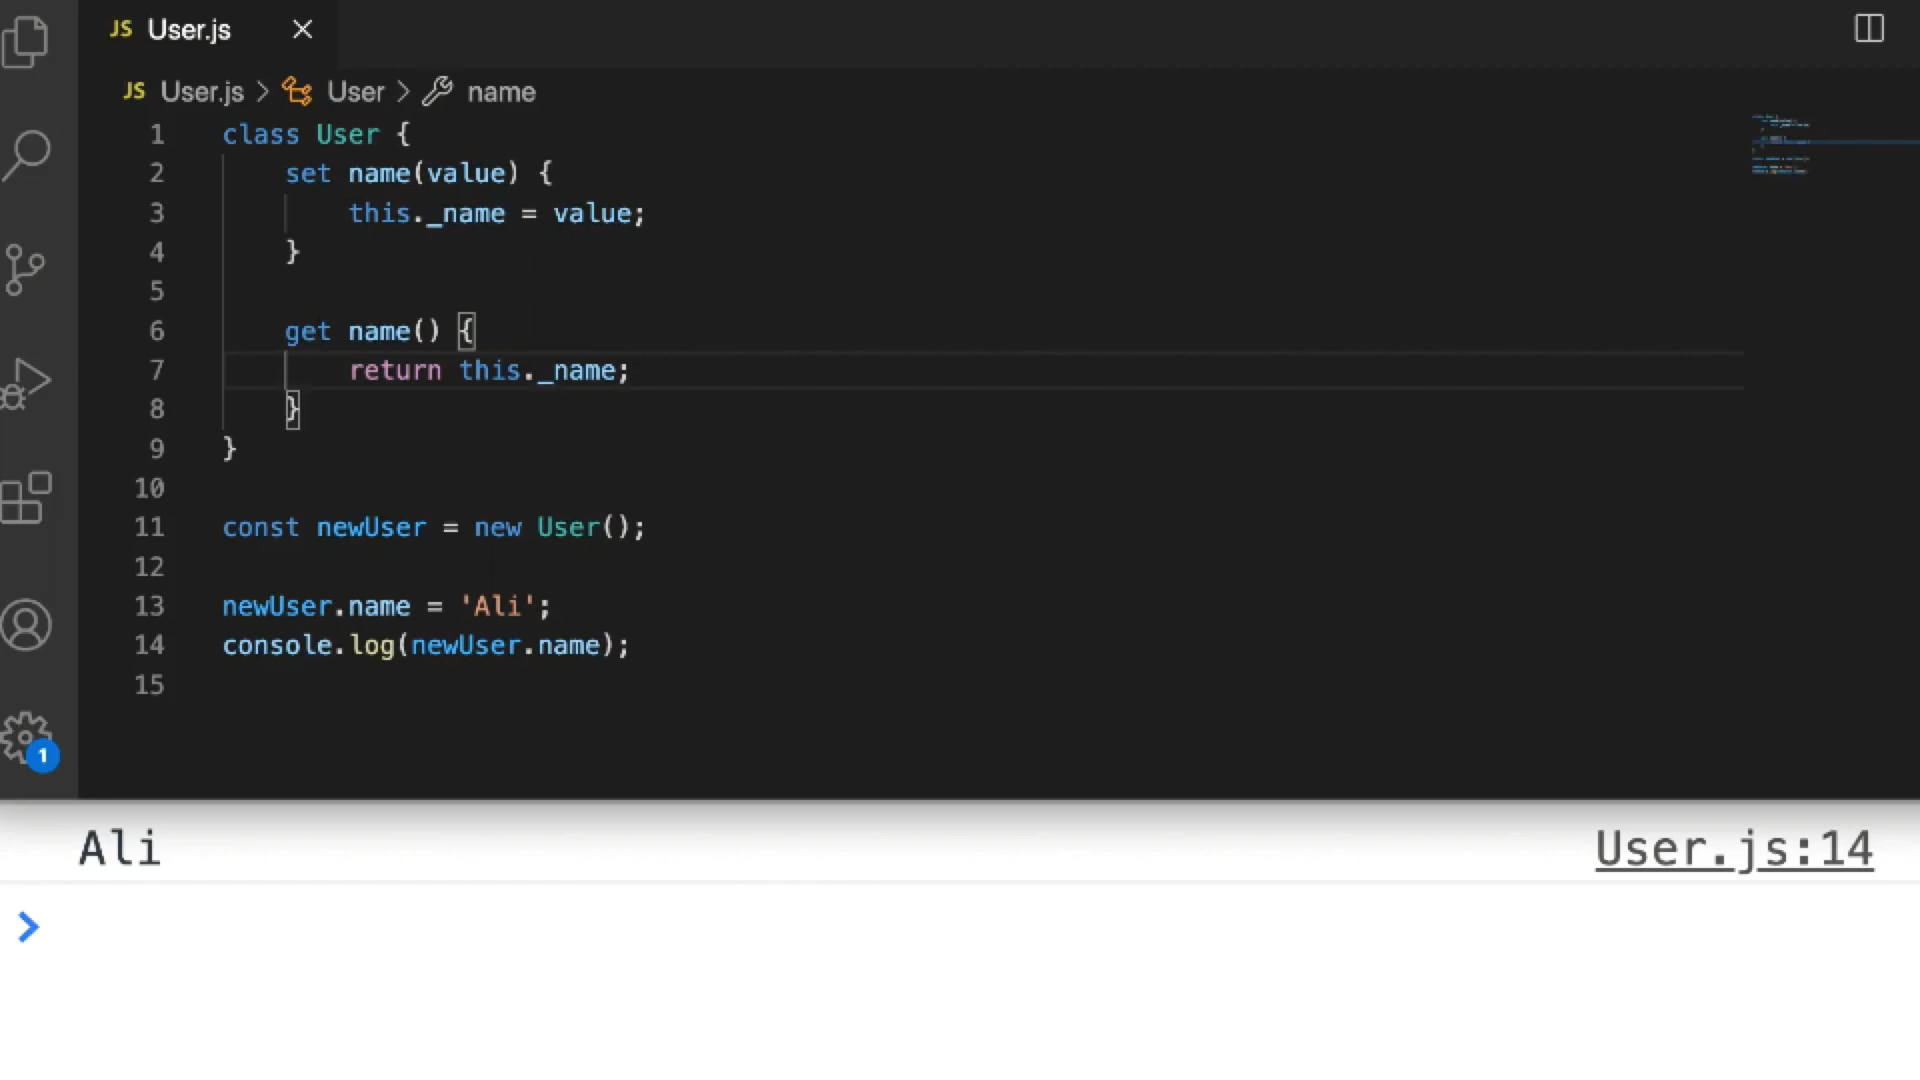 JS User.js
JS User.js > User > name
1 class User {
2 set name(value) {
3 this._name = value;
4 }
5
6 get name() {
7 return this._name;
8 }
9 }
10
11 const newUser = new User();
12
13 newUser.name = 'Ali';
14 console.log(newUser.name);
15
1
Ali User.js:14
>